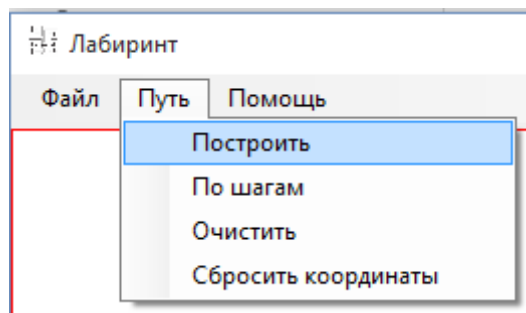 Лабиринт
Файл Путь Помощь
Построить
По шагам
Очистить
Сбросить координаты